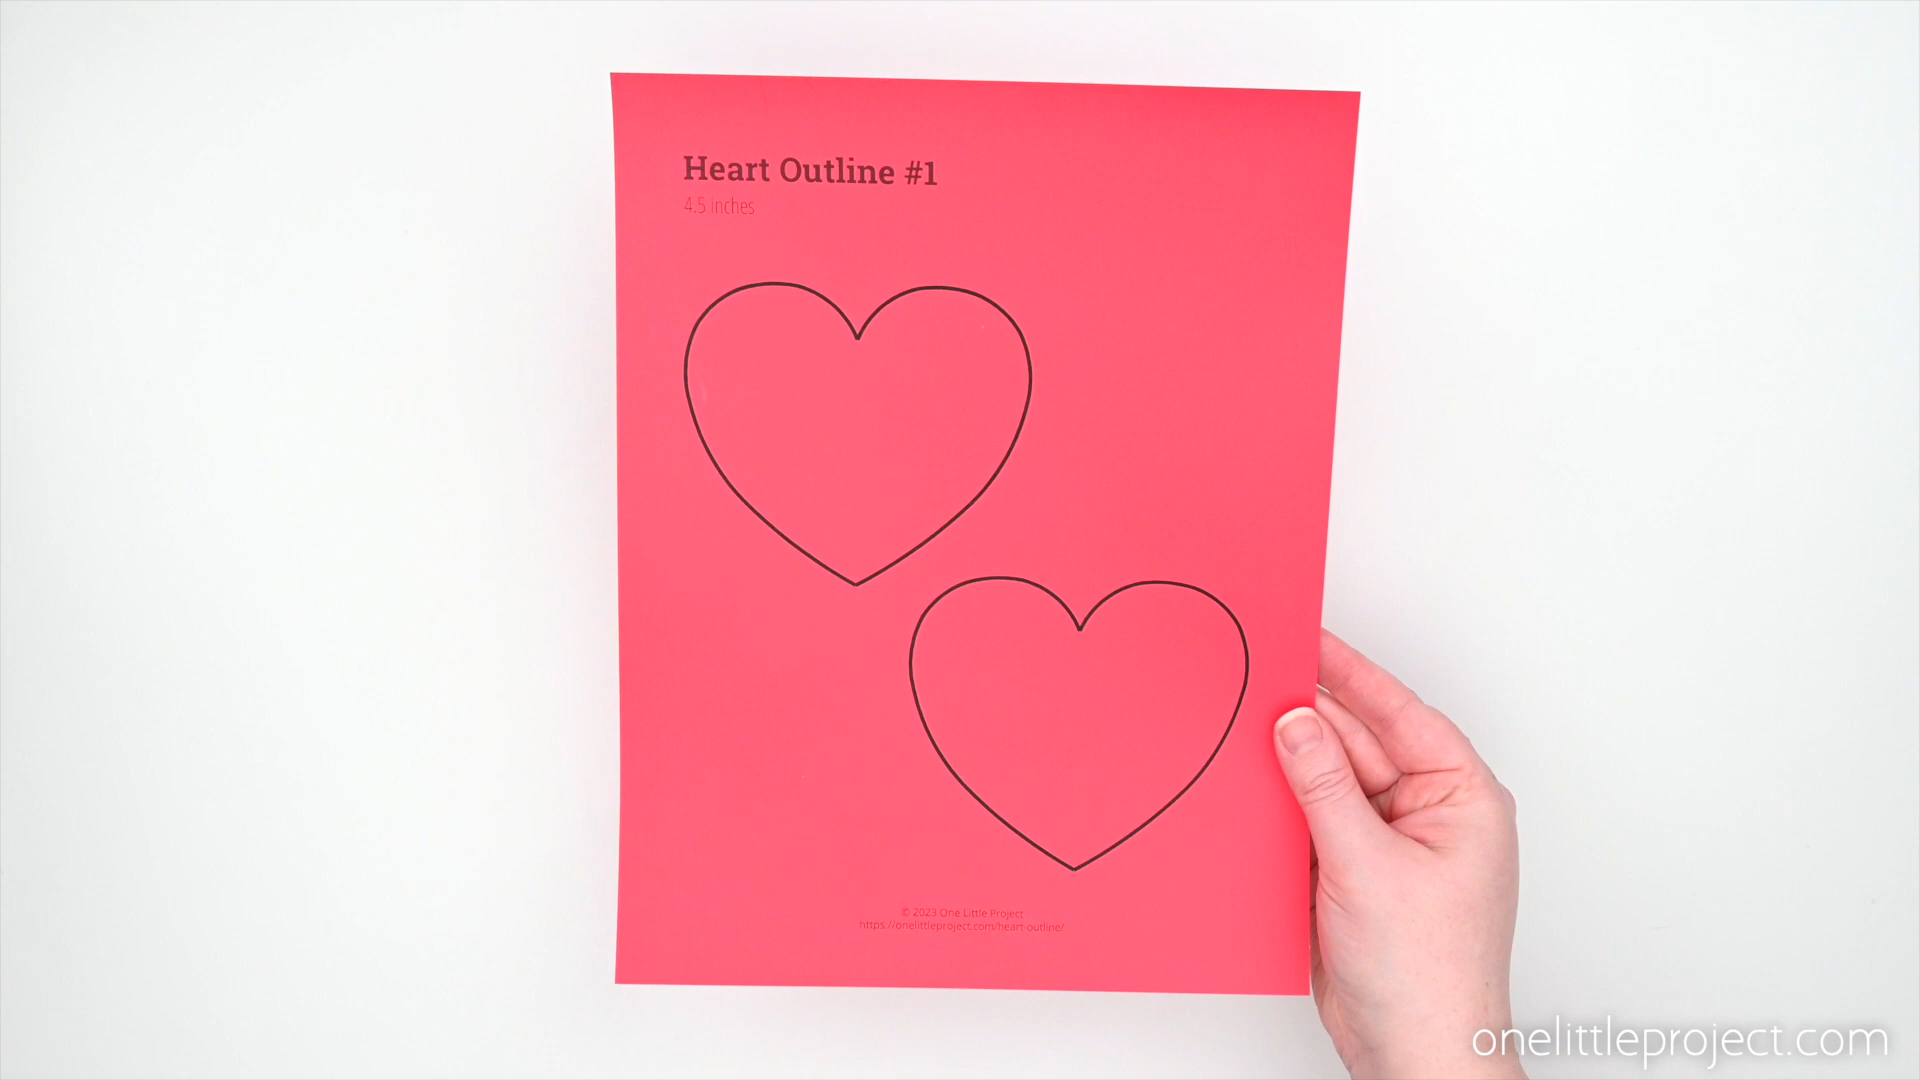 Heart Outline #1
4.5 inches
© 2023 One Little Project
https://onelittleproject.com/heart-outline/
onelittleproject.com